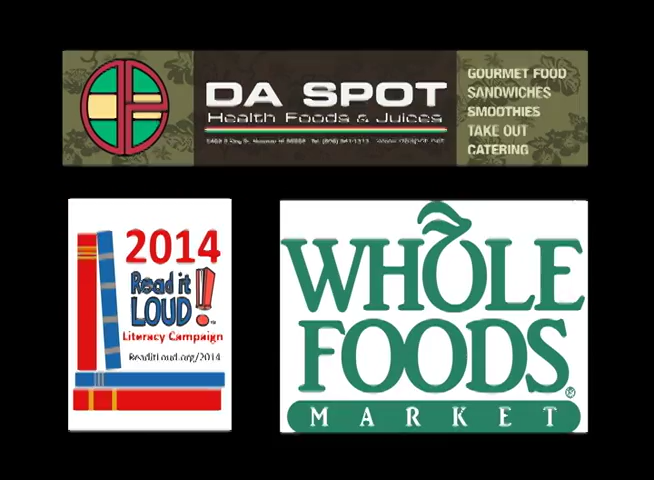 DA SPOT
Health Foods & Juices
GOURMET FOOD
SANDWICHES
SMOOTHIES
TAKE OUT
CATERING
2014
Read it
LOUD!
Literacy Campaign
ReaditLoud.org/2014
WHOLE
FOODS®
MARKET